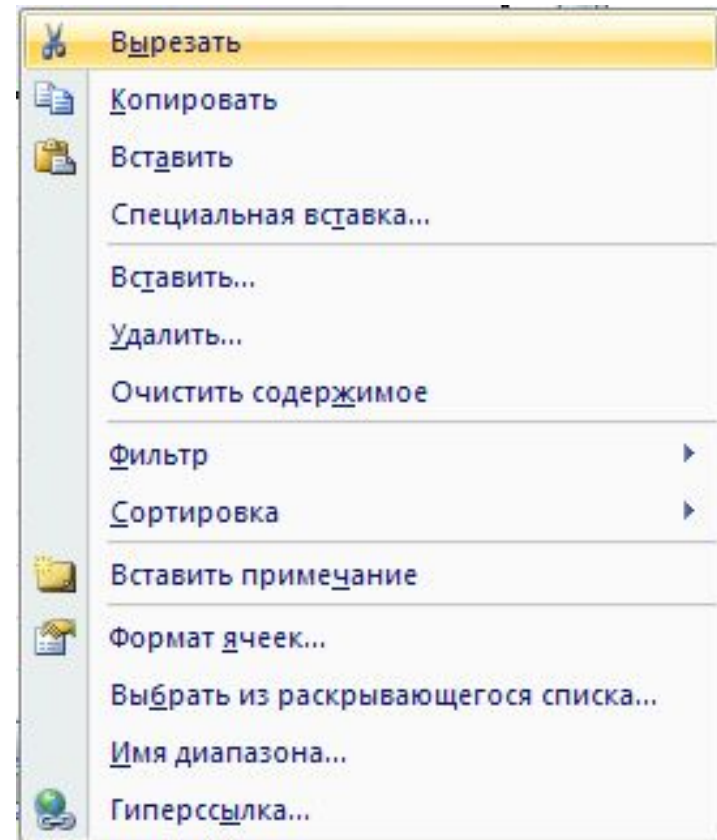 Вырезать
Копировать
Вставить
Специальная вставка...
Вставить...
Удалить...
Очистить содержимое
Фильтр
Сортировка
Вставить примечание
Формат ячеек...
Выбрать из раскрывающегося списка...
Имя диапазона...
Гиперссылка...